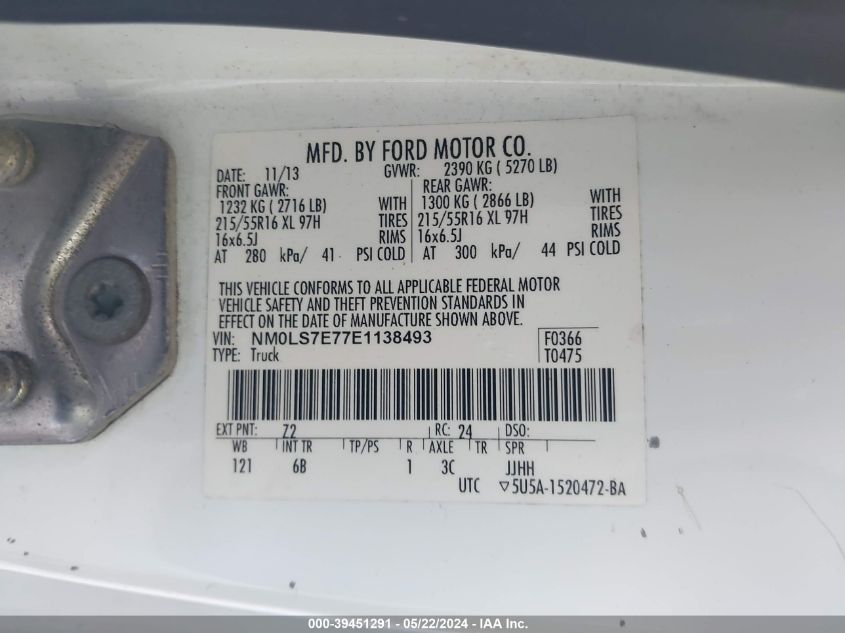 MFD. BY FORD MOTOR CO.
DATE: 11/13 GVWR: 2390 KG ( 5270 LB)
FRONT GAWR: REAR GAWR:
1232 KG ( 2716 LB) WITH 1300 KG ( 2866 LB) WITH
215/55R16 XL 97H TIRES 215/55R16 XL 97H TIRES
16x6.5J RIMS 16x6.5J RIMS
AT 280 kPa/ 41 PSI COLD AT 300 kPa/ 44 PSI COLD
THIS VEHICLE CONFORMS TO ALL APPLICABLE FEDERAL MOTOR
VEHICLE SAFETY AND THEFT PREVENTION STANDARDS IN
EFFECT ON THE DATE OF MANUFACTURE SHOWN ABOVE.
VIN: NM0LS7E77E1138493 F0366
TYPE: Truck T0475
EXT PNT: Z2 RC: 24 DSO:
WB INT TR TP/PS R AXLE TR SPR
121 6B 1 3C JJHH
UTC ▽5U5A-1520472-BA
000-39451291 - 05/22/2024 - IAA Inc.